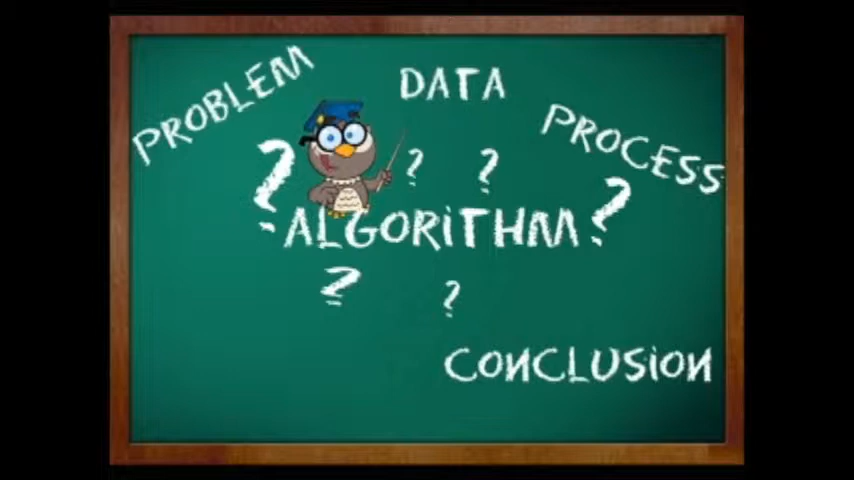 PROBLEM
DATA
PROCESS
? ? ? ?
ALGORITHM
? ?
CONCLUSION